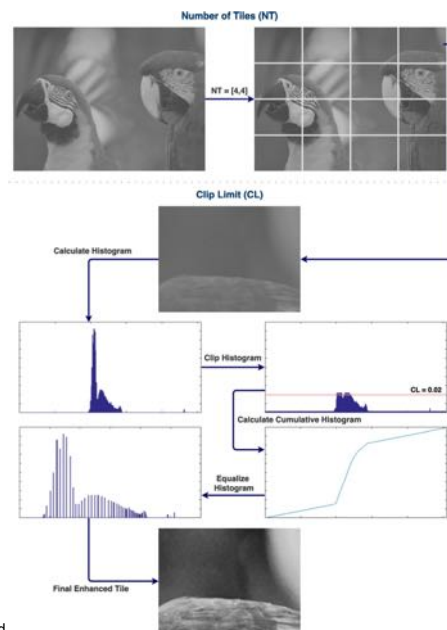 Number of Tiles (NT)
NT = [4,4]
Clip Limit (CL)
Calculate Histogram
Clip Histogram
CL = 0.02
Calculate Cumulative Histogram
Equalize
Histogram
Final Enhanced Tile